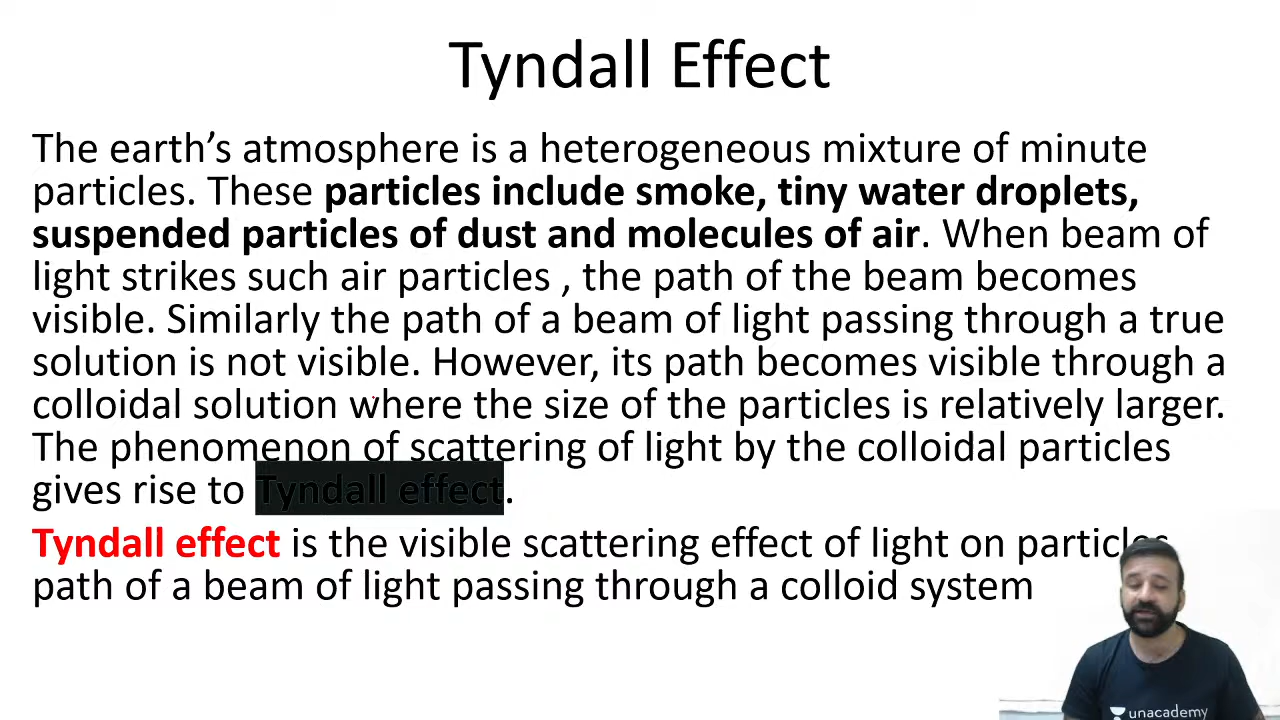 Tyndall Effect
The earth’s atmosphere is a heterogeneous mixture of minute
particles. These particles include smoke, tiny water droplets,
suspended particles of dust and molecules of air. When beam of
light strikes such air particles , the path of the beam becomes
visible. Similarly the path of a beam of light passing through a true
solution is not visible. However, its path becomes visible through a
colloidal solution where the size of the particles is relatively larger.
The phenomenon of scattering of light by the colloidal particles
gives rise to Tyndall effect.
Tyndall effect is the visible scattering effect of light on particles
path of a beam of light passing through a colloid system
unacademy